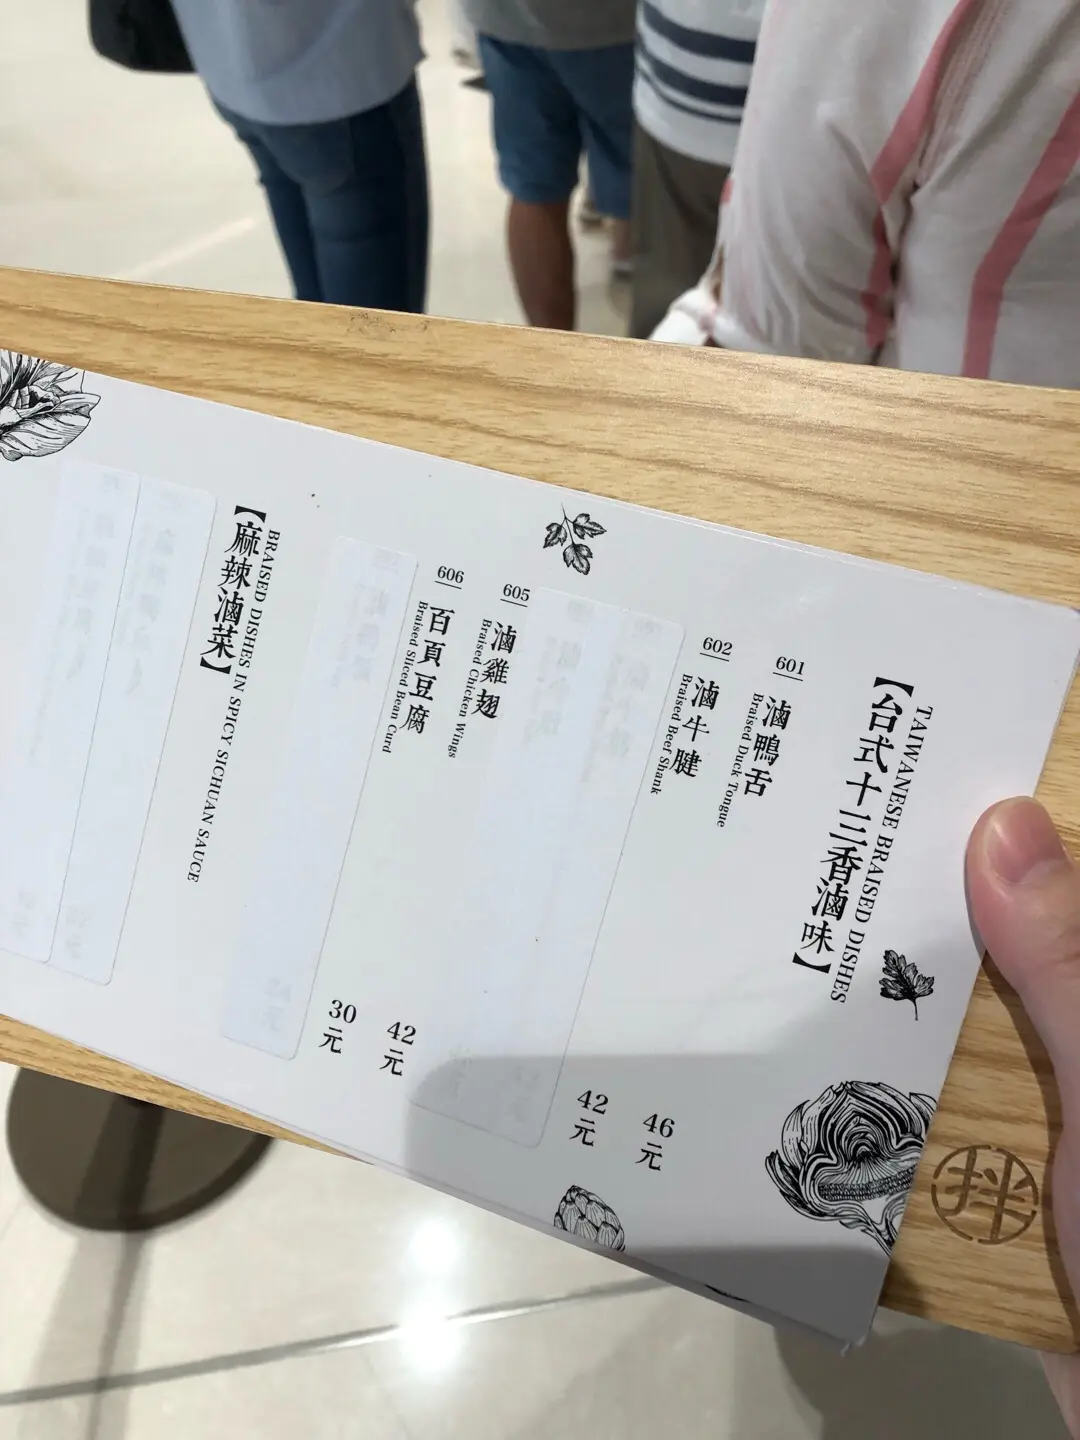 【台式十三香滷味】
TAIWANESE BRAISED DISHES
601
滷鴨舌
Braised Duck Tongue
46元
602
滷牛腱
Braised Beer Shank
42元
605
滷雞翅
Braised Chicken Wings
42元
606
百頁豆腐
Braised Sliced Bean Curd
30元
【麻辣滷菜】
BRAISED DISHES IN SPICY SICHUAN SAUCE
拌